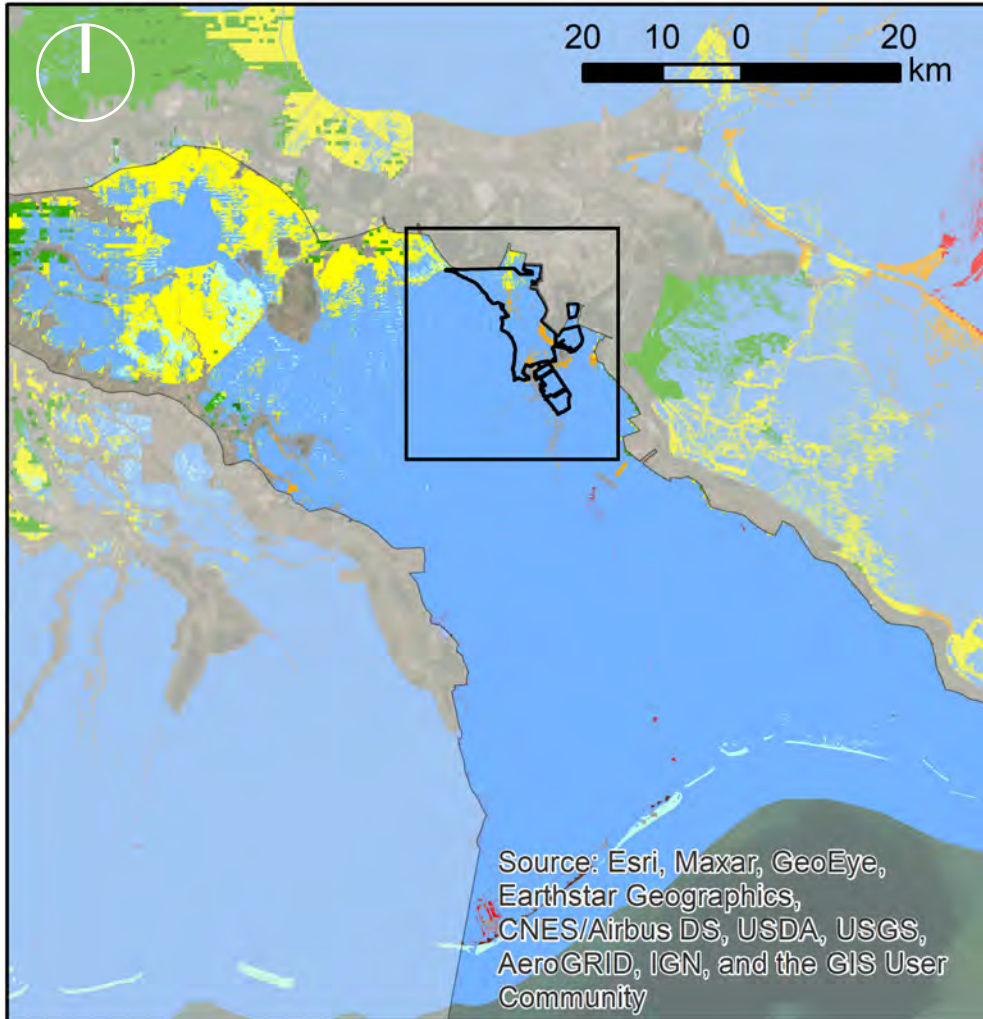 20 10 0 20
km
Source: Esri, Maxar, GeoEye,
Earthstar Geographics,
CNES/Airbus DS, USDA, USGS,
AeroGRID, IGN, and the GIS User
Community